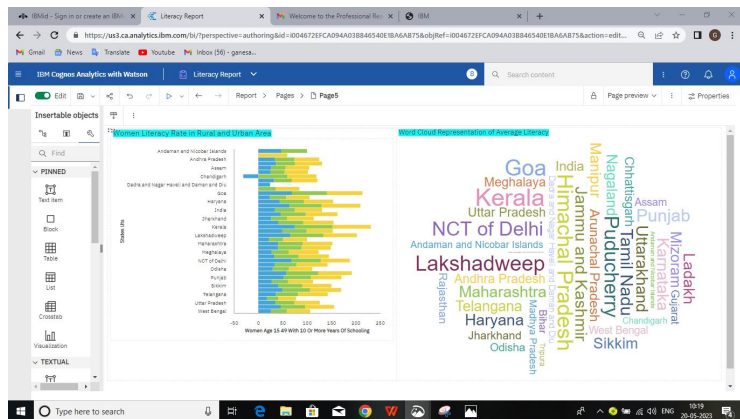 IBMid - Sign in or create an IBM
Literacy Report
Welcome to the Professional Re
IBM
https://us3.ca.analytics.ibm.com/bi/?perspective=authoring&id=i004672EFCA094A03B846540E1BA6AB75&objRef=i004672EFCA094A03B846540E1BA6AB75&action=edit...
Gmail
News
Translate
YouTube
Inbox (56) - ganesa...
IBM Cognos Analytics with Watson
Literacy Report
8
Search content
Edit
Report > Pages > Page5
Page preview
Properties
Insertable objects
Find
PINNED
Text item
Block
Table
List
Crosstab
Visualization
TEXTUAL
Women Literacy Rate in Rural and Urban Area
Andaman and Nicobar Islands
Andhra Pradesh
Assam
Chandigarh
Dadra and Nagar Haveli and Daman and Diu
Goa
Haryana
India
Jharkhand
Kerala
Lakshadweep
Maharashtra
Meghalaya
NCT of Delhi
Odisha
Punjab
Sikkim
Telangana
Uttar Pradesh
West Bengal
States Uts
-50 0 50 100 150 200 250
Women Age 15 49 With 10 Or More Years Of Schooling
Word Cloud Representation of Average Literacy
Goa
India
Meghalaya
Kerala
Uttar Pradesh
NCT of Delhi
Andaman and Nicobar Islands
Lakshadweep
Andhra Pradesh
Maharashtra
Telangana
Haryana
Jharkhand
Odisha
Rajasthan
Bihar
Madhya Pradesh
Tripura
Dadra and Nagar Haveli and Daman and Diu
Himachal Pradesh
Jammu and Kashmir
Manipur
Arunachal Pradesh
Nagaland
Puducherry
Chhattisgarh
Tamil Nadu
Uttarakhand
Assam
Punjab
Andaman and Nicobar Islands
Karnataka
Mizoram
Gujarat
Ladakh
Chandigarh
West Bengal
Sikkim
Type here to search
ENG
10:19
20-05-2023